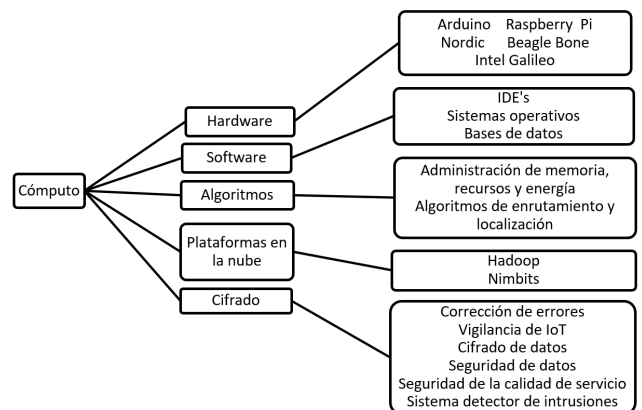 Cómputo
Hardware
Arduino Raspberry Pi
Nordic Beagle Bone
Intel Galileo
Software
IDE's
Sistemas operativos
Bases de datos
Algoritmos
Administración de memoria,
recursos y energía
Algoritmos de enrutamiento y
localización
Plataformas en
la nube
Hadoop
Nimbits
Cifrado
Corrección de errores
Vigilancia de IoT
Cifrado de datos
Seguridad de datos
Seguridad de la calidad de servicio
Sistema detector de intrusiones